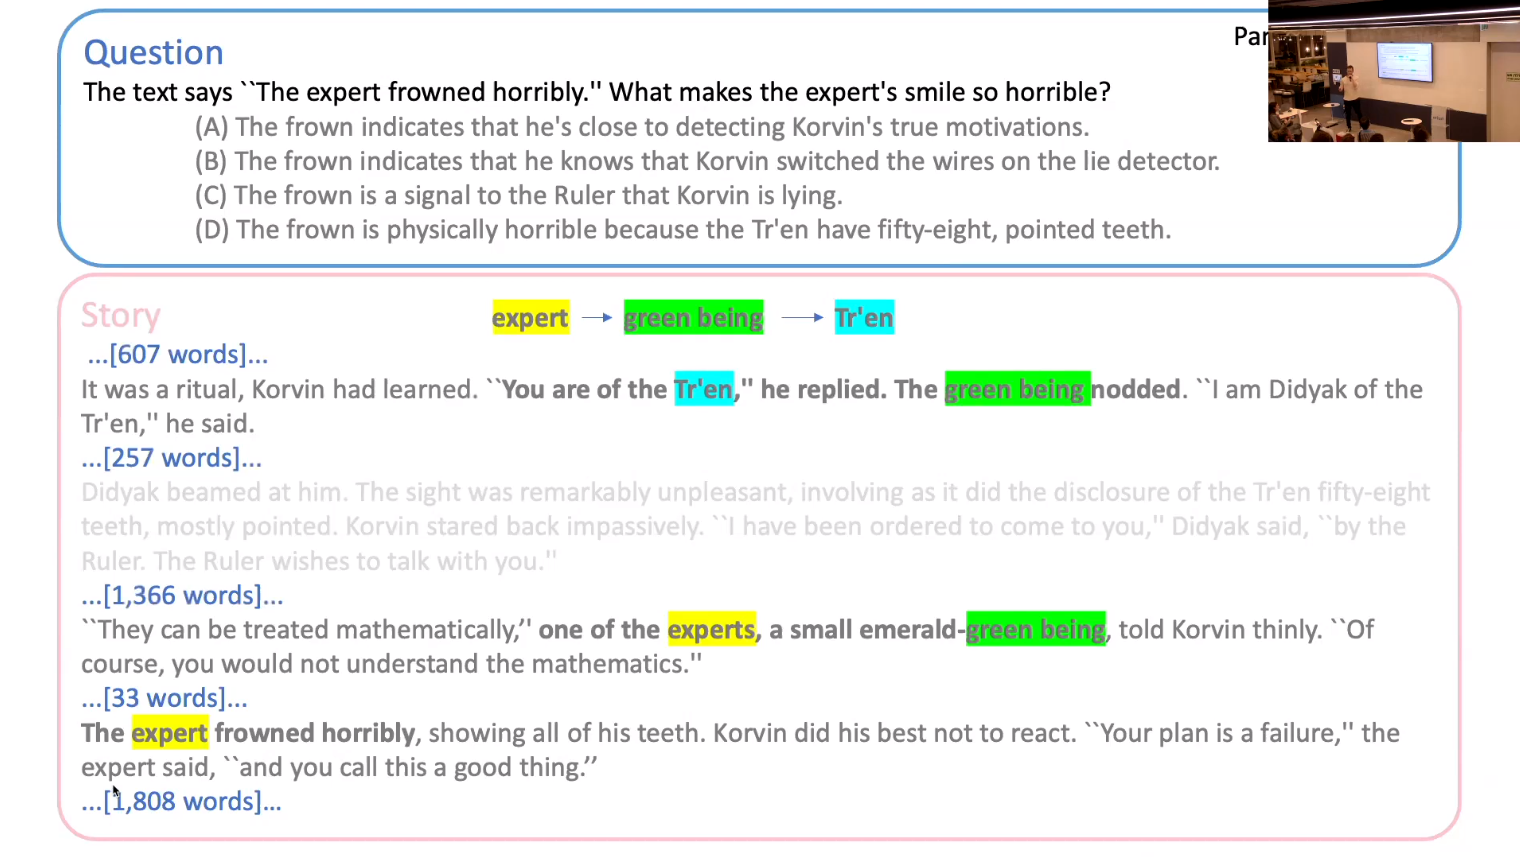 Question
Par
The text says ``The expert frowned horribly.'' What makes the expert's smile so horrible?
(A) The frown indicates that he's close to detecting Korvin's true motivations.
(B) The frown indicates that he knows that Korvin switched the wires on the lie detector.
(C) The frown is a signal to the Ruler that Korvin is lying.
(D) The frown is physically horrible because the Tr'en have fifty-eight, pointed teeth.
Story
expert → green being → Tr'en
...[607 words]...
It was a ritual, Korvin had learned. ``You are of the Tr'en,'' he replied. The green being nodded. ``I am Didyak of the
Tr'en,'' he said.
...[257 words]...
Didyak beamed at him. The sight was remarkably unpleasant, involving as it did the disclosure of the Tr'en fifty-eight
teeth, mostly pointed. Korvin stared back impassively. ``I have been ordered to come to you,'' Didyak said, ``by the
Ruler. The Ruler wishes to talk with you.''
...[1,366 words]...
``They can be treated mathematically,’’ one of the experts, a small emerald-green being, told Korvin thinly. ``Of
course, you would not understand the mathematics.''
...[33 words]...
The expert frowned horribly, showing all of his teeth. Korvin did his best not to react. ``Your plan is a failure,'' the
expert said, ``and you call this a good thing.’’
...[1,808 words]...